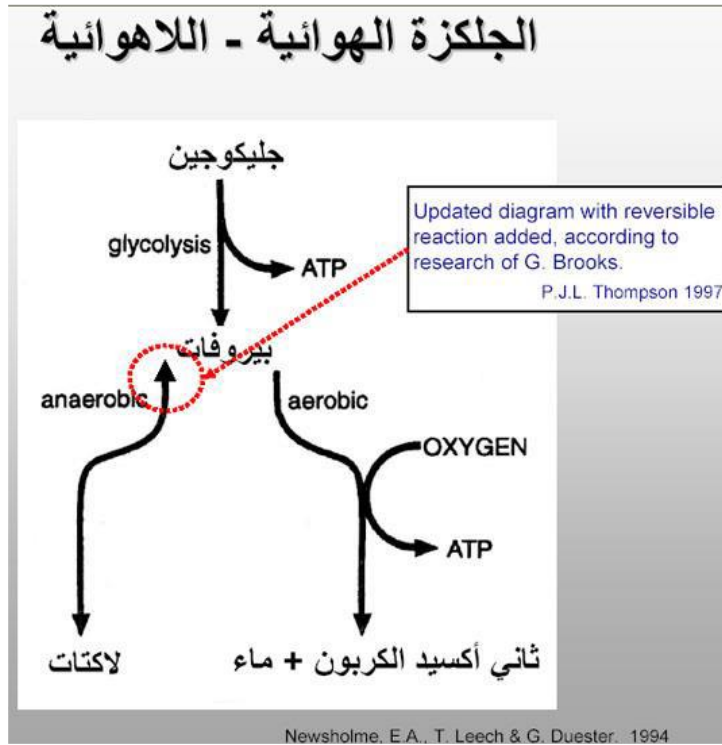 الجلكزة الهوائية - اللاهوائية
جليكوجين
Updated diagram with reversible
reaction added, according to
research of G. Brooks.
P.J.L. Thompson 1997
glycolysis
ATP
بيروفات
anaerobic
aerobic
OXYGEN
ATP
لاكتات
ثاني أكسيد الكربون + ماء
Newsholme, E.A., T. Leech & G. Duester. 1994